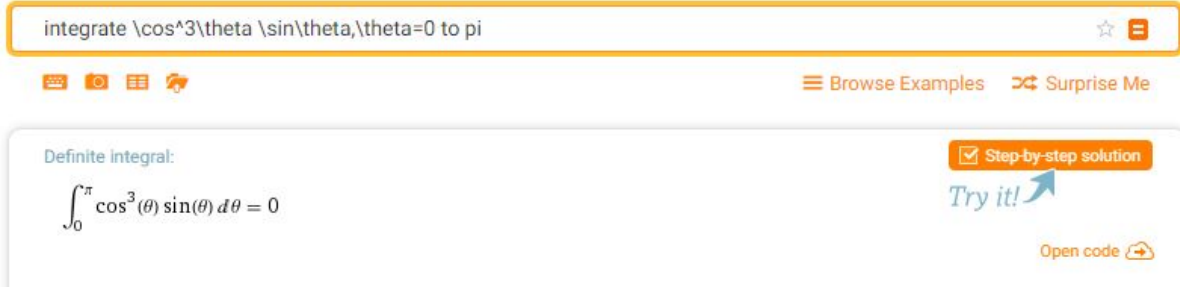 integrate \cos^3\theta \sin\theta,\theta=0 to pi
Browse Examples
Surprise Me
Definite integral:
Step-by-step solution
∫₀^π cos³(θ) sin(θ) dθ = 0
Try it!
Open code